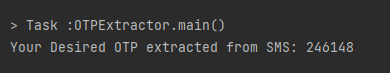 > Task :OTPExtractor.main()
Your Desired OTP extracted from SMS: 246148